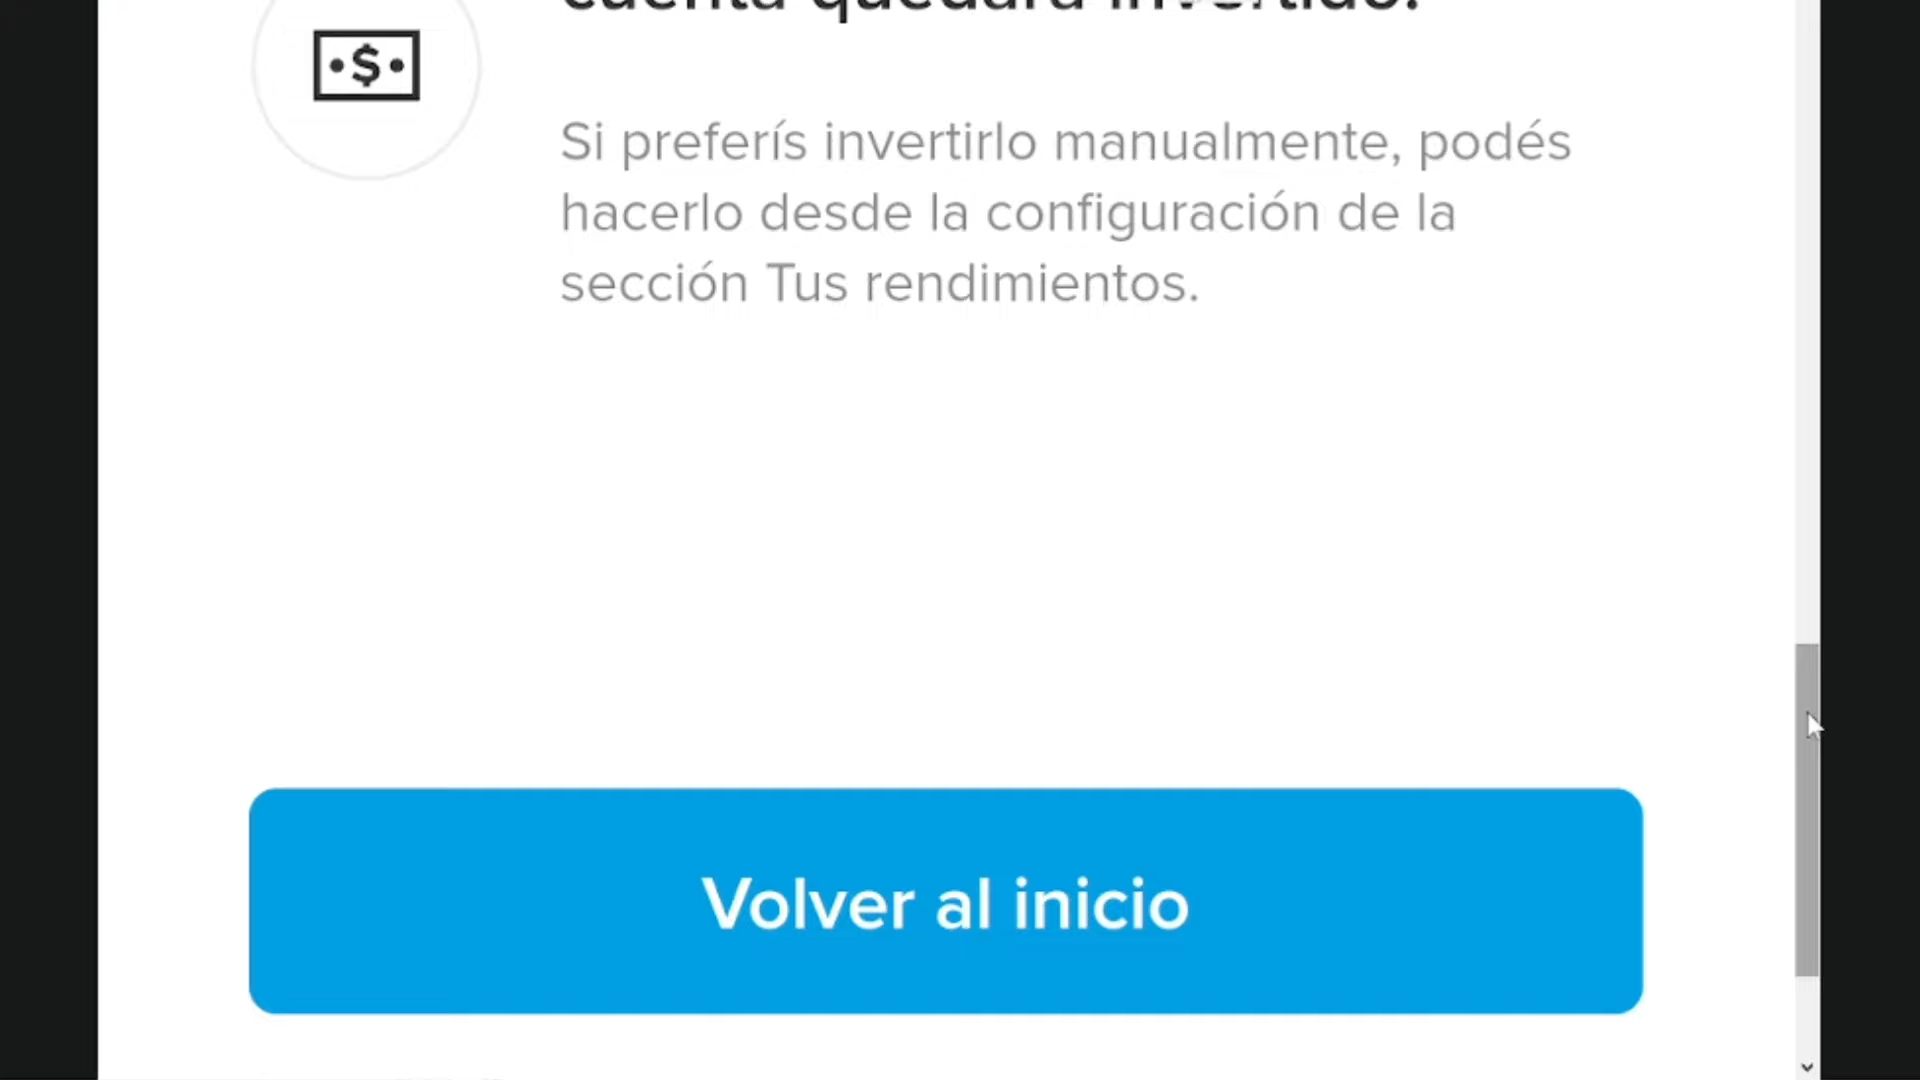 cuenta quedará invertido.
$
Si preferís invertirlo manualmente, podés
hacerlo desde la configuración de la
sección Tus rendimientos.
Volver al inicio